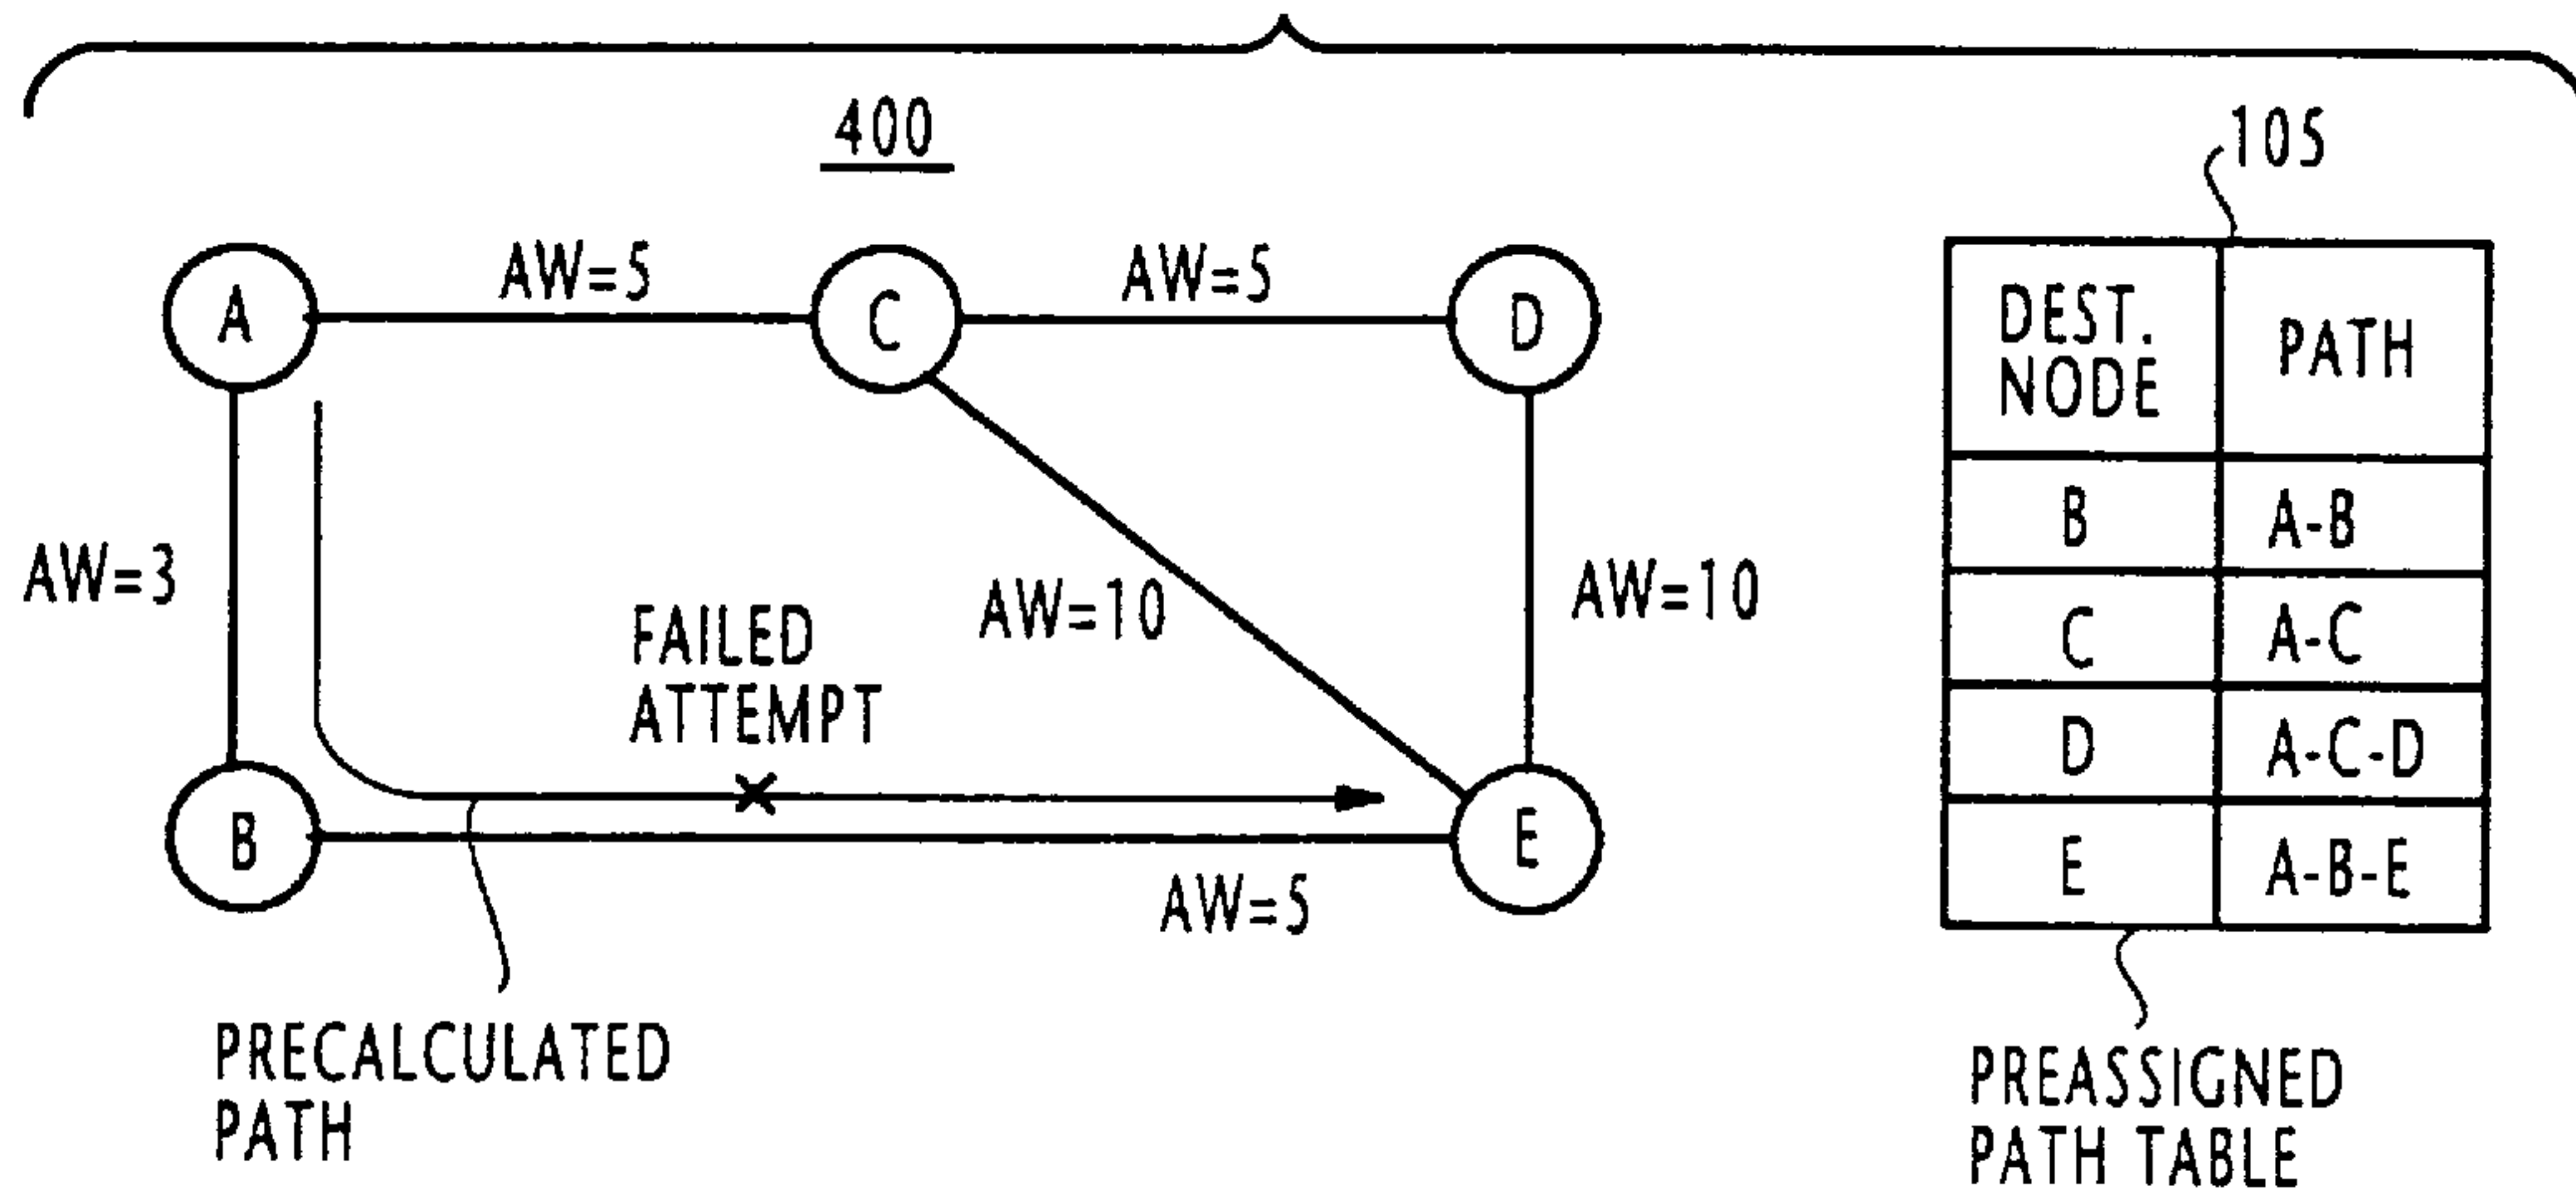 400
105
AW=5
AW=5
A
C
D
AW=3
AW=10
AW=10
FAILED
ATTEMPT
B
E
AW=5
PRECALCULATED
PATH
DEST.
NODE
PATH
B
A-B
C
A-C
D
A-C-D
E
A-B-E
PREASSIGNED
PATH TABLE